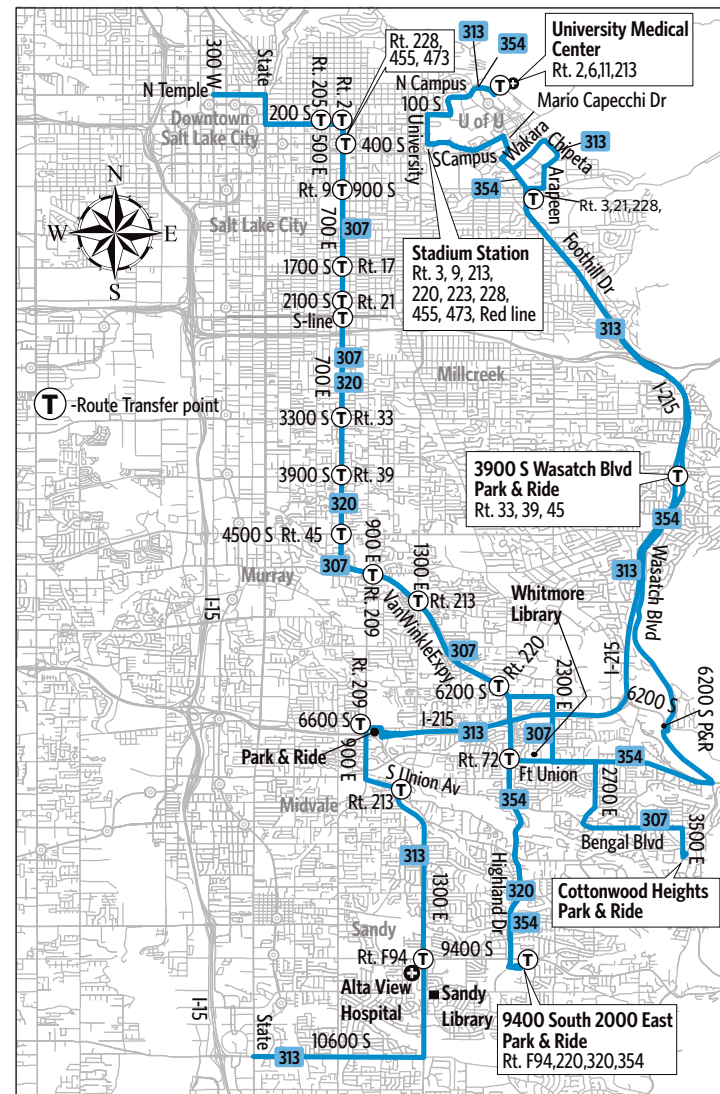 300 W
State
N Temple
Downtown
Salt Lake City
200 S
Rt. 205
500 E
Rt. 2
Rt. 228,
455, 473
400 S
313
354
University Medical
Center
Rt. 2,6,11,213
N Campus
100 S
U of U
University
Mario Capecchi Dr
S Campus
Wakara
Chipeta
313
354
Arapeen
Rt. 3,21,228,
N
W
E
S
Rt. 9
900 S
Salt Lake City
700 E
307
Stadium Station
Rt. 3, 9, 213,
220, 223, 228,
455, 473, Red line
Foothill Dr
1700 S
Rt. 17
2100 S
Rt. 21
S-line
313
307
700 E
320
Millcreek
I-215
T -Route Transfer point
3300 S
Rt. 33
3900 S
Rt. 39
3900 S Wasatch Blvd
Park & Ride
Rt. 33, 39, 45
320
354
4500 S
Rt. 45
Wasatch Blvd
313
307
Murray
900 E
Rt. 209
1300 E
Rt. 213
I-15
VanWinkleExpy
Whitmore
Library
307
Rt. 220
6200 S
2300 E
I-215
6200 S
6200 S P&R
Rt. 209
6600 S
I-215
313
307
Park & Ride
900 E
Rt. 72
Ft Union
354
S Union Av
Midvale
Rt. 213
354
2700 E
307
3500 E
Bengal Blvd
313
1300 E
Highland Dr
320
Cottonwood Heights
Park & Ride
354
Sandy
Rt. F94
9400 S
Alta View
Hospital
Sandy
Library
I-15
State
9400 South 2000 East
Park & Ride
Rt. F94,220,320,354
10600 S
313